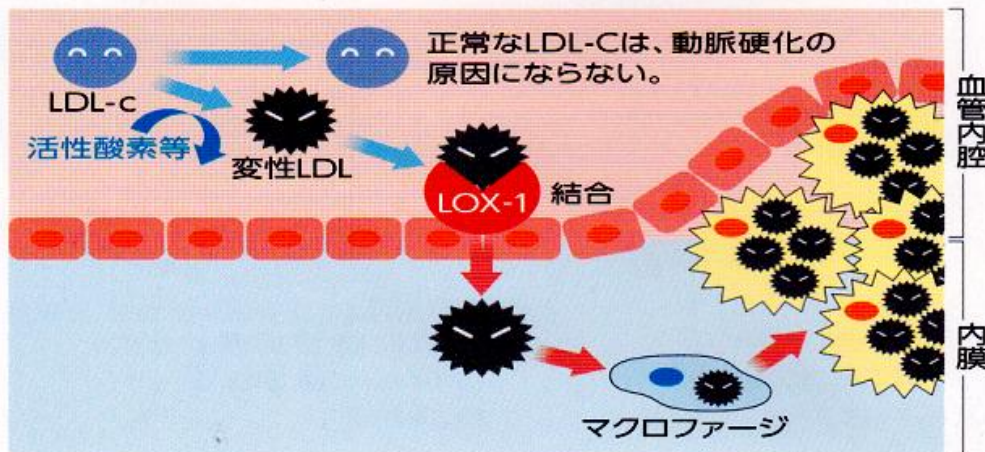 正常なLDL-Cは、動脈硬化の
原因にならない。
LDL-c
活性酸素等
変性LDL
LOX-1
結合
マクロファージ
血管内腔
内膜